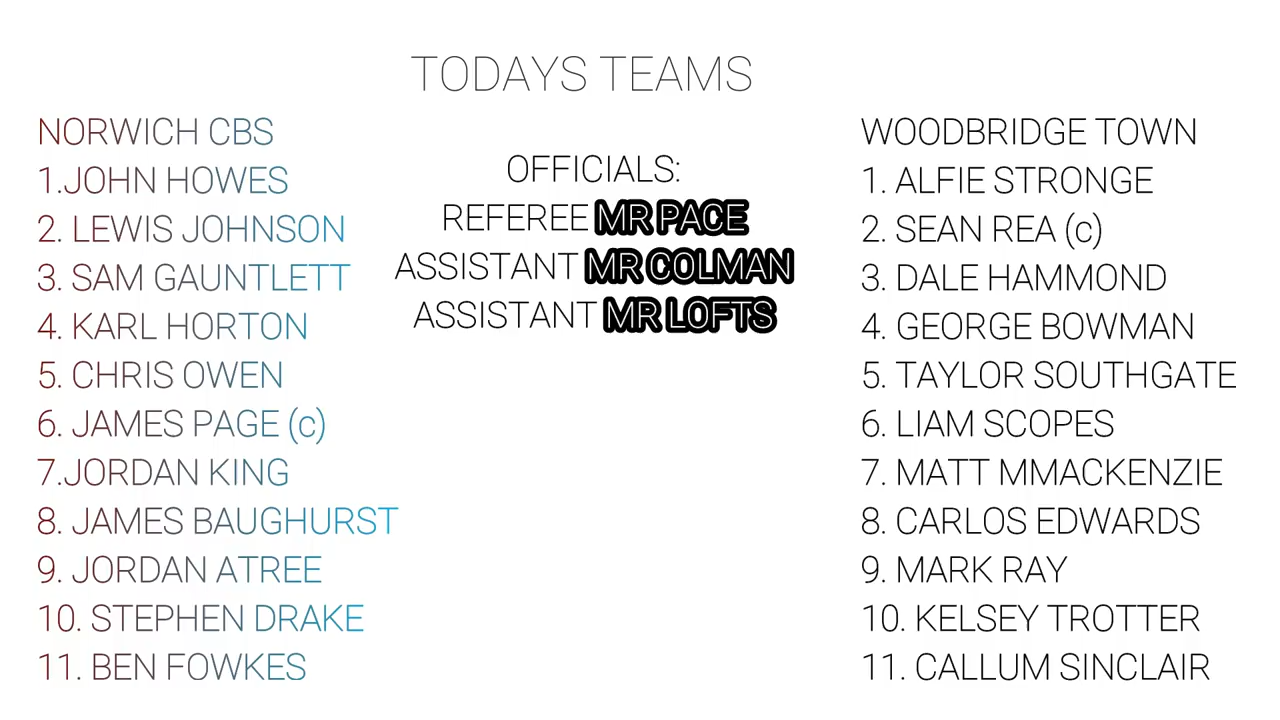 TODAYS TEAMS
NORWICH CBS
1.JOHN HOWES
2. LEWIS JOHNSON
3. SAM GAUNTLETT
4. KARL HORTON
5. CHRIS OWEN
6. JAMES PAGE (c)
7.JORDAN KING
8. JAMES BAUGHURST
9. JORDAN ATREE
10. STEPHEN DRAKE
11. BEN FOWKES
OFFICIALS:
REFEREE MR PACE
ASSISTANT MR COLMAN
ASSISTANT MR LOFTS
WOODBRIDGE TOWN
1. ALFIE STRONGE
2. SEAN REA (c)
3. DALE HAMMOND
4. GEORGE BOWMAN
5. TAYLOR SOUTHGATE
6. LIAM SCOPES
7. MATT MMACKENZIE
8. CARLOS EDWARDS
9. MARK RAY
10. KELSEY TROTTER
11. CALLUM SINCLAIR